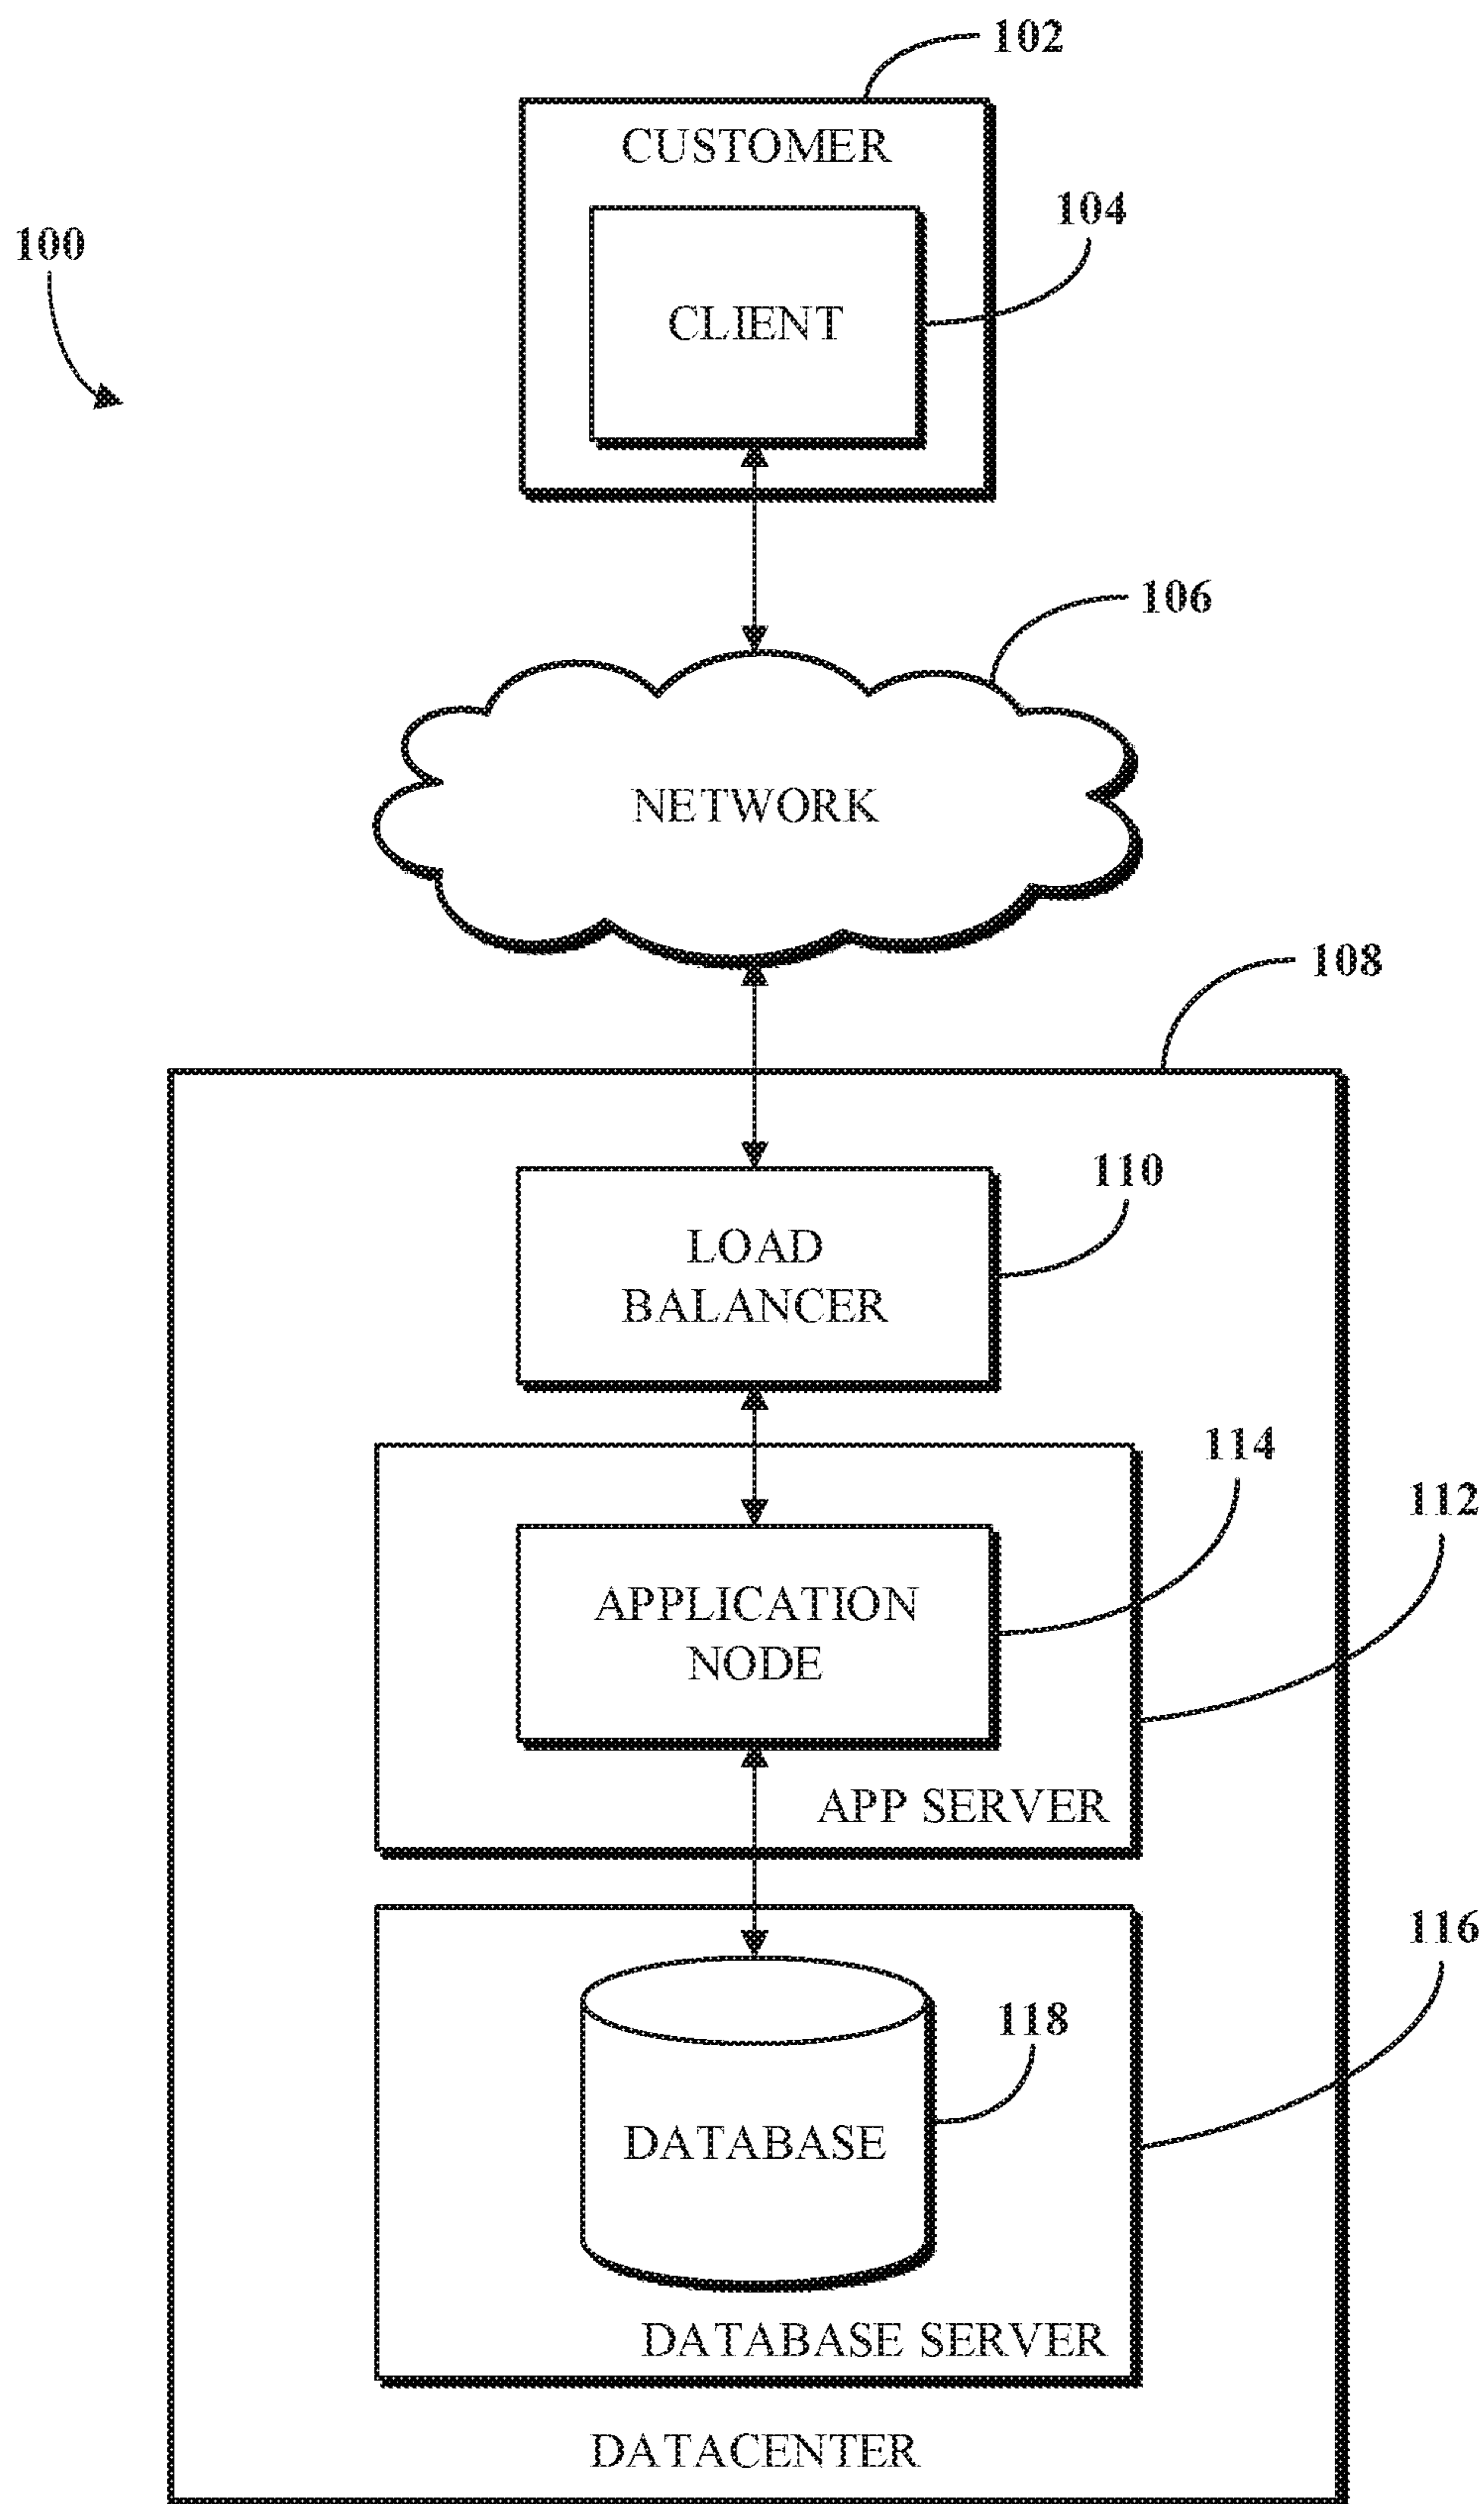 102
CUSTOMER
104
100
CLIENT
106
NETWORK
108
110
LOAD
BALANCER
114
112
APPLICATION
NODE
APP SERVER
116
118
DATABASE
DATABASE SERVER
DATACENTER